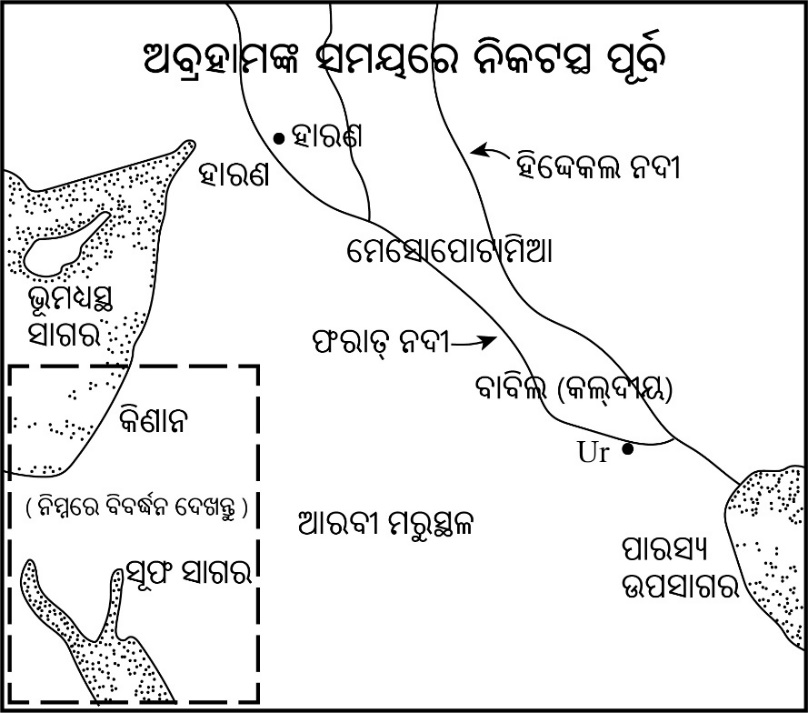 ଅବ୍ରହାମଙ୍କ ସମୟରେ ନିକଟସ୍ଥ ପୂର୍ବ
ହାରଣ
ହାରଣ
ହିଦ୍ଦେକଲ ନଦୀ
ମେସୋପୋଟାମିଆ
ଭୂମଧ୍ୟସ୍ଥ
ସାଗର
ଫରାତ୍ ନଦୀ
ବାବିଲ (କଲ୍‌ଦୀୟ)
କିଣାନ
Ur
( ନିମ୍ନରେ ବିବର୍ଦ୍ଧନ ଦେଖନ୍ତୁ )
ଆରବୀ ମରୁସ୍ଥଳ
ପାରସ୍ୟ
ଉପସାଗର
ସୂଫ ସାଗର